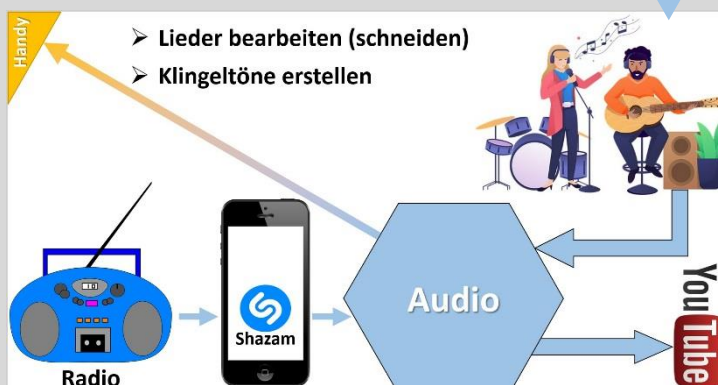 Handy
➢ Lieder bearbeiten (schneiden)
➢ Klingeltöne erstellen
Audio
Shazam
Radio
YouTube